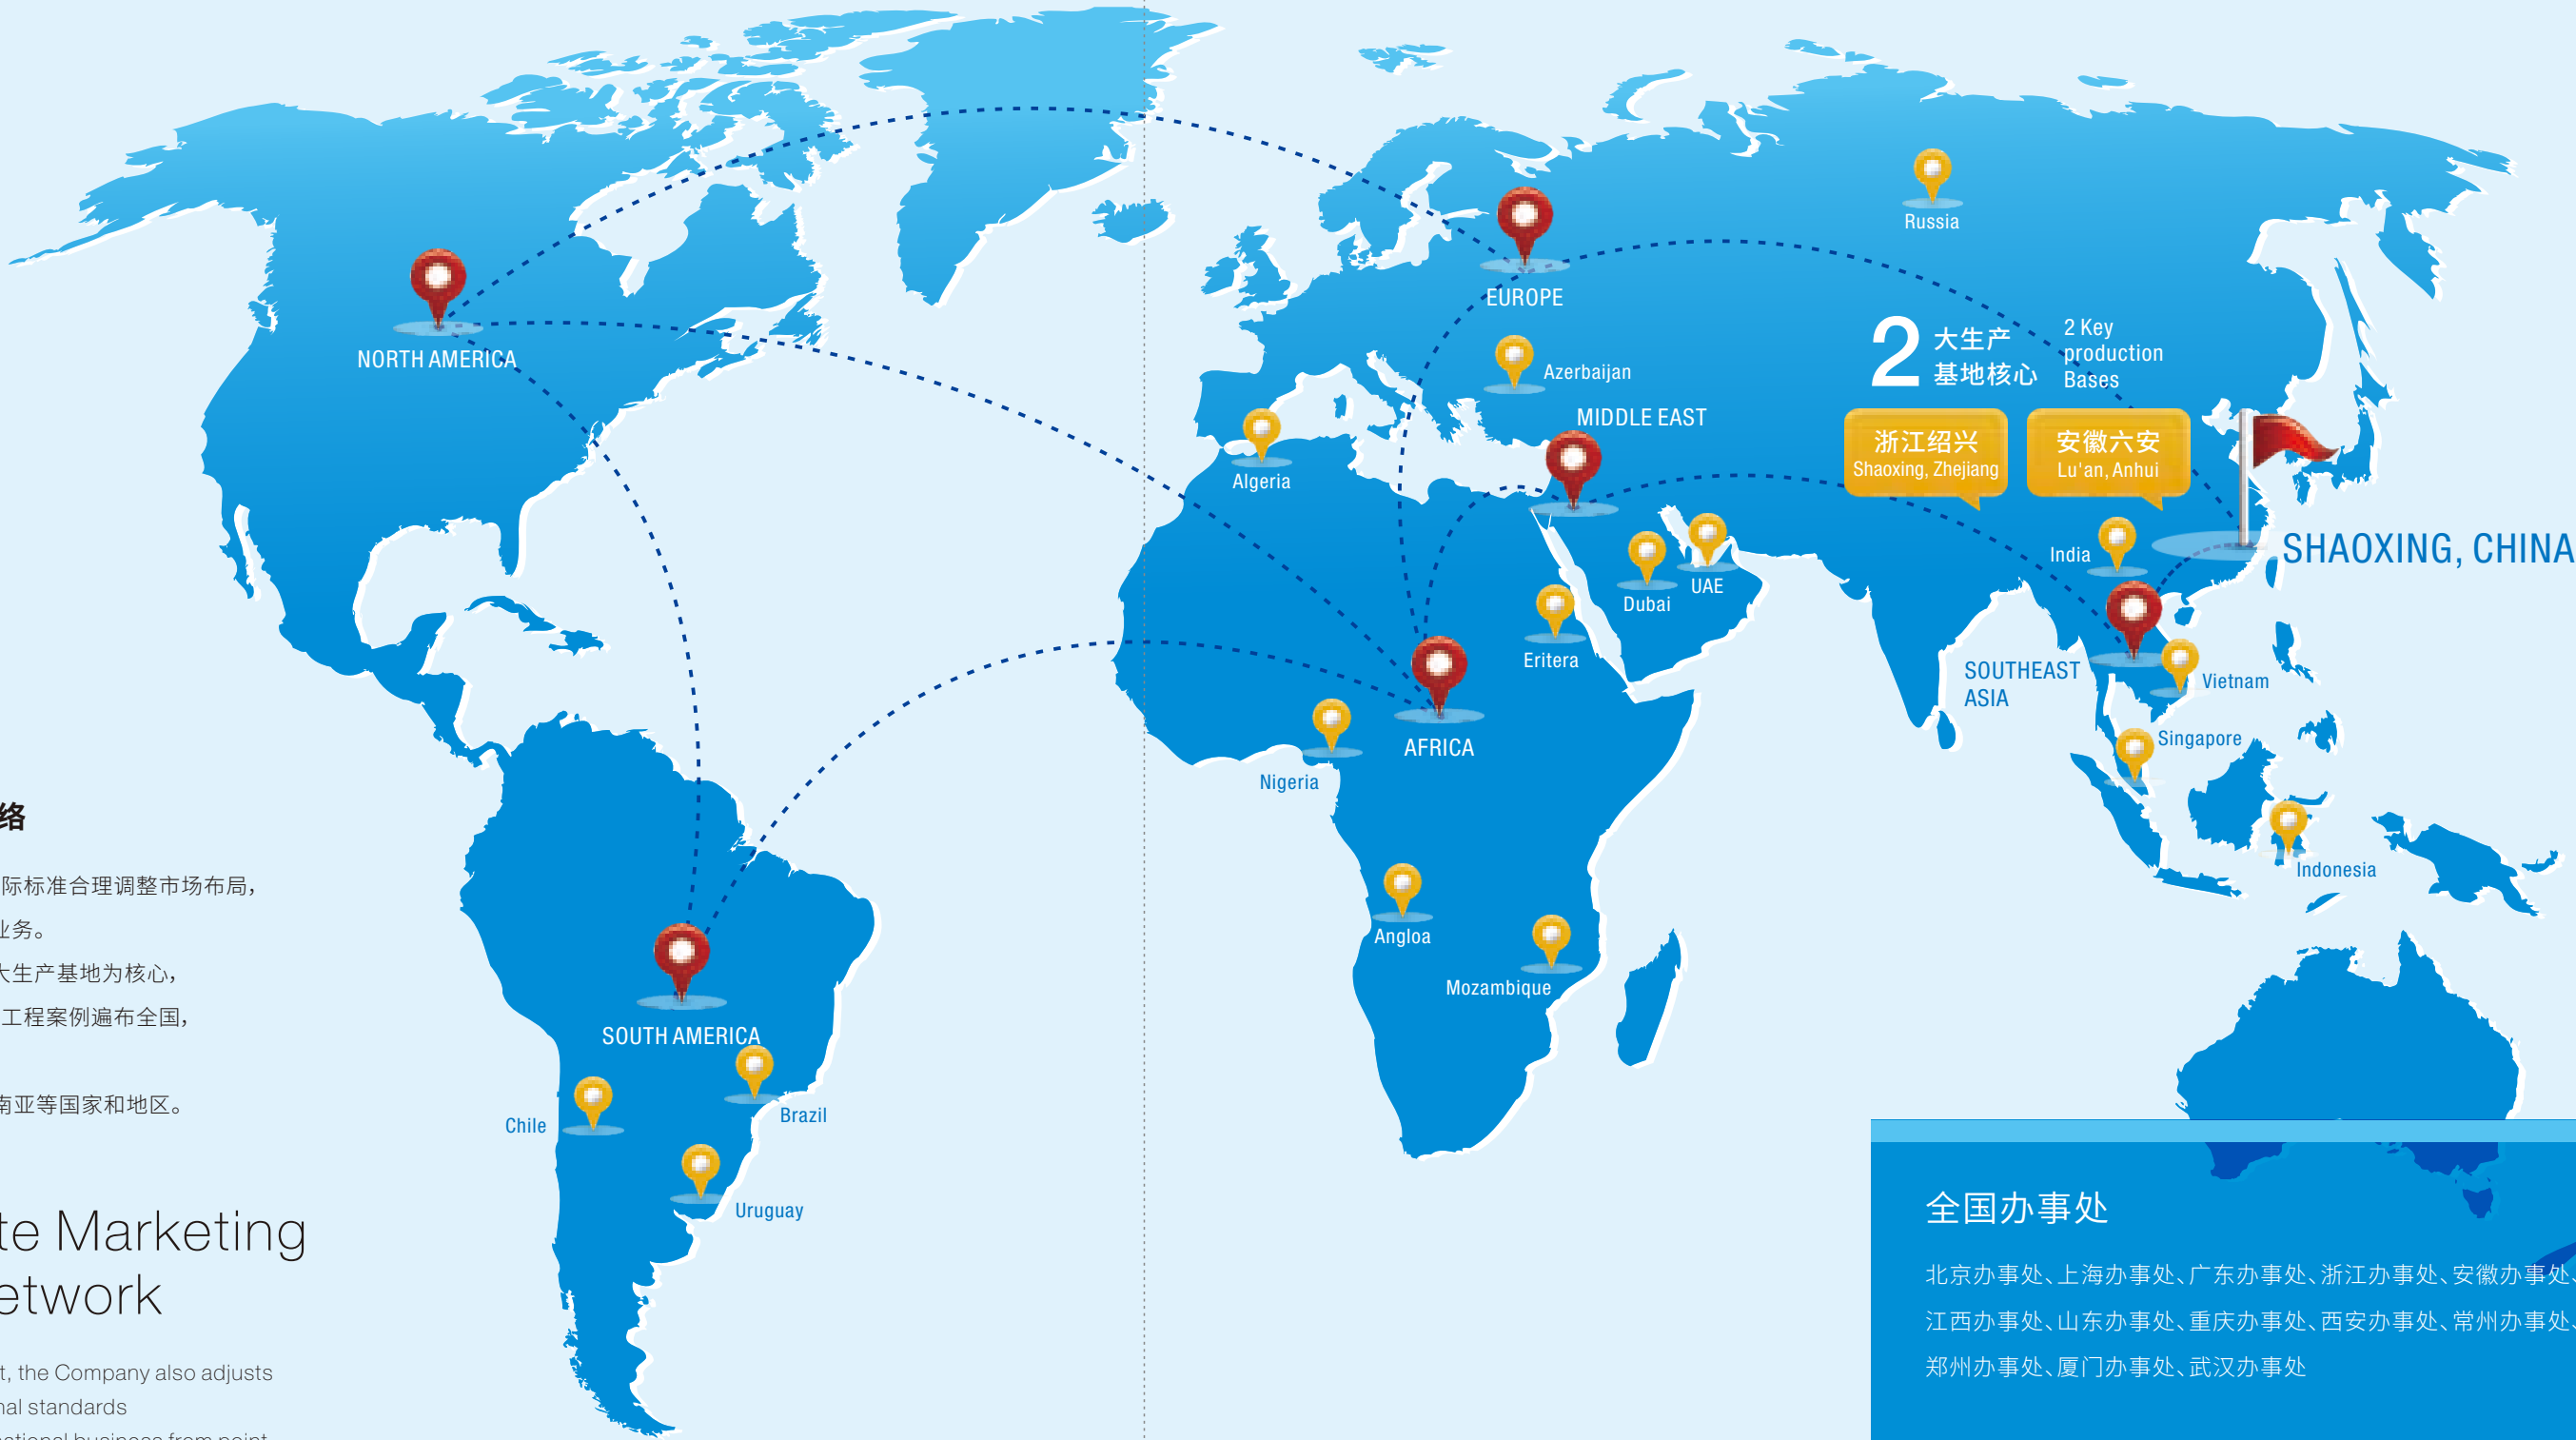 NORTH AMERICA
EUROPE
Russia
Azerbaijan
MIDDLE EAST
Algeria
2 大生产
基地核心
2 Key
production
Bases
浙江绍兴
Shaoxing, Zhejiang
安徽六安
Lu'an, Anhui
SHAOXING, CHINA
India
Dubai
UAE
Eritera
SOUTHEAST
ASIA
Vietnam
Singapore
Indonesia
AFRICA
Nigeria
Angloa
Mozambique
SOUTH AMERICA
Chile
Brazil
Uruguay
络
际标准合理调整市场布局，
业务。
大生产基地为核心，
工程案例遍布全国，
南亚等国家和地区。
te Marketing
etwork
t, the Company also adjusts
nal standards
national business from point
全国办事处
北京办事处、上海办事处、广东办事处、浙江办事处、安徽办事处、
江西办事处、山东办事处、重庆办事处、西安办事处、常州办事处、
郑州办事处、厦门办事处、武汉办事处